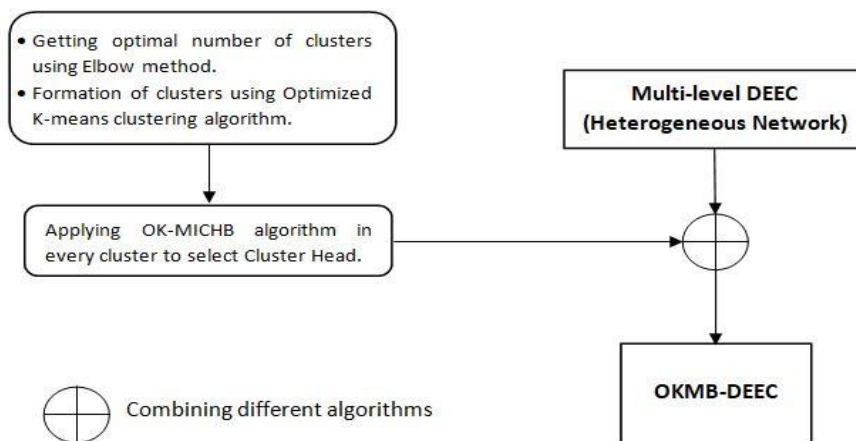 • Getting optimal number of clusters
using Elbow method.
• Formation of clusters using Optimized
K-means clustering algorithm.
Multi-level DEEC
(Heterogeneous Network)
Applying OK-MICHB algorithm in
every cluster to select Cluster Head.
OKMB-DEEC
Combining different algorithms